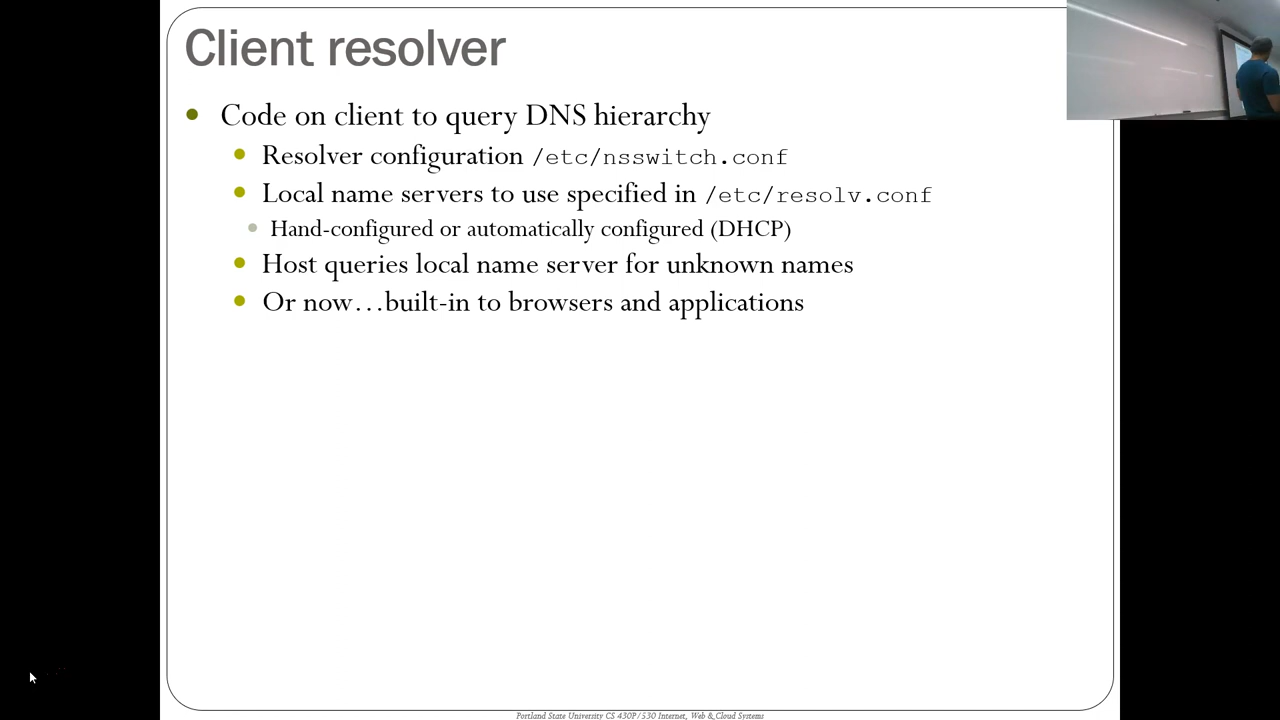 Client resolver
Code on client to query DNS hierarchy
Resolver configuration /etc/nsswitch.conf
Local name servers to use specified in /etc/resolv.conf
Hand-configured or automatically configured (DHCP)
Host queries local name server for unknown names
Or now…built-in to browsers and applications
Portland State University CS 430P/530 Internet, Web & Cloud Systems